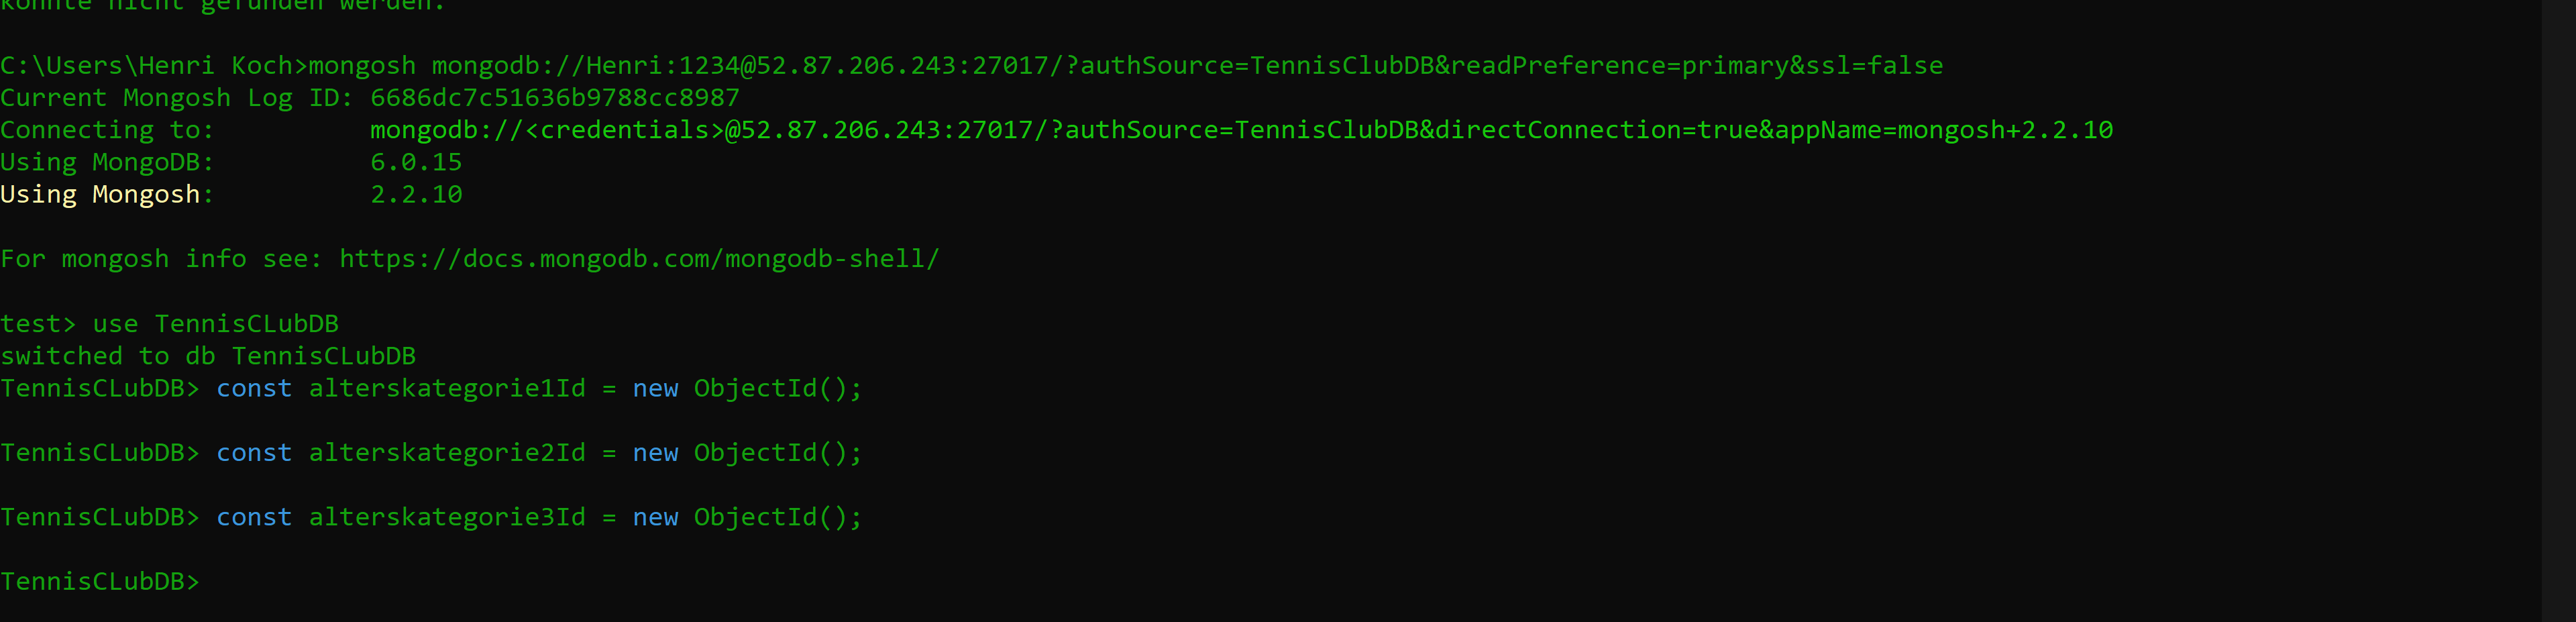 konnte nicht gefunden werden.
C:\Users\Henri Koch>mongosh mongodb://Henri:1234@52.87.206.243:27017/?authSource=TennisClubDB&readPreference=primary&ssl=false
Current Mongosh Log ID: 6686dc7c51636b9788cc8987
Connecting to: mongodb://<credentials>@52.87.206.243:27017/?authSource=TennisClubDB&directConnection=true&appName=mongosh+2.2.10
Using MongoDB: 6.0.15
Using Mongosh: 2.2.10
For mongosh info see: https://docs.mongodb.com/mongodb-shell/
test> use TennisCLubDB
switched to db TennisCLubDB
TennisCLubDB> const alterskategorie1Id = new ObjectId();
TennisCLubDB> const alterskategorie2Id = new ObjectId();
TennisCLubDB> const alterskategorie3Id = new ObjectId();
TennisCLubDB>